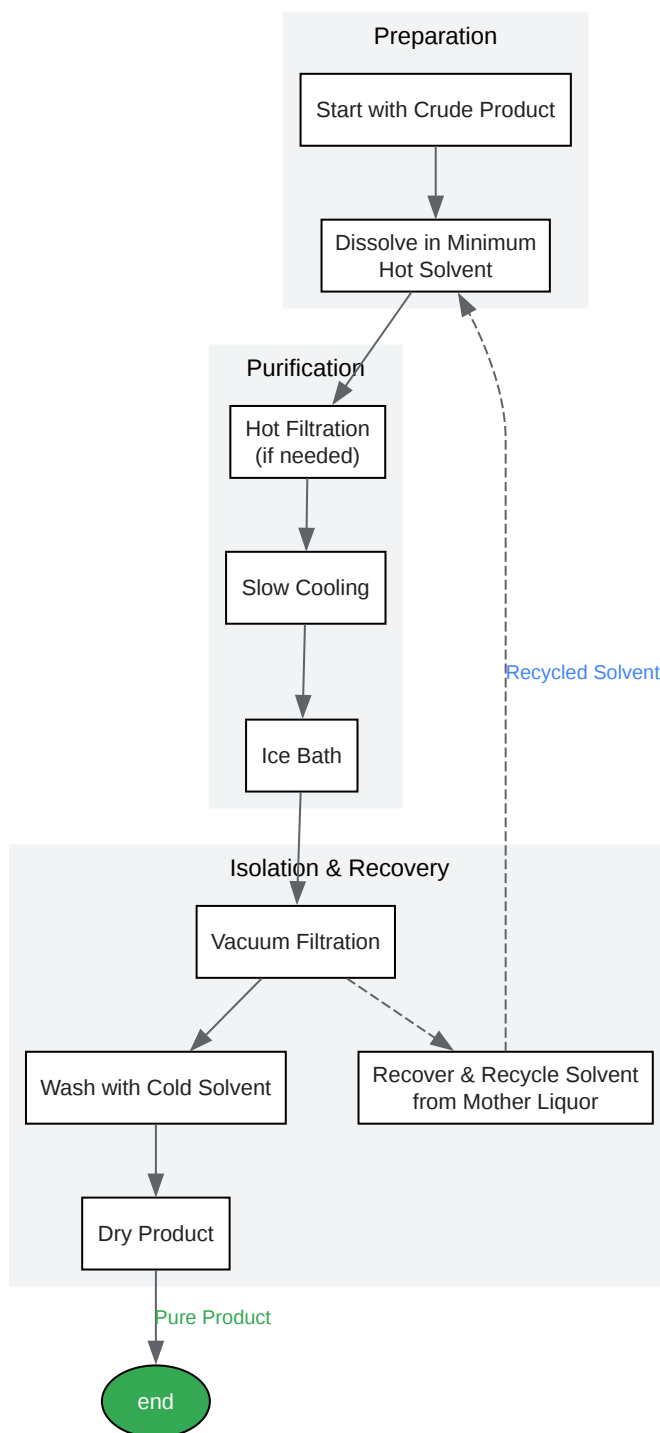 Preparation
Start with Crude Product
Dissolve in Minimum
Hot Solvent
Purification
Hot Filtration
(if needed)
Slow Cooling
Recycled Solvent
Ice Bath
Isolation & Recovery
Vacuum Filtration
Wash with Cold Solvent
Recover & Recycle Solvent
from Mother Liquor
Dry Product
Pure Product
end